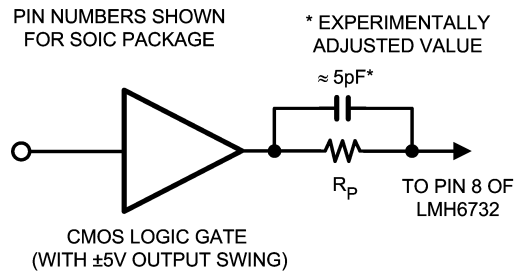 PIN NUMBERS SHOWN
FOR SOIC PACKAGE
* EXPERIMENTALLY
ADJUSTED VALUE
≈ 5pF*
RP
TO PIN 8 OF
LMH6732
CMOS LOGIC GATE
(WITH ±5V OUTPUT SWING)